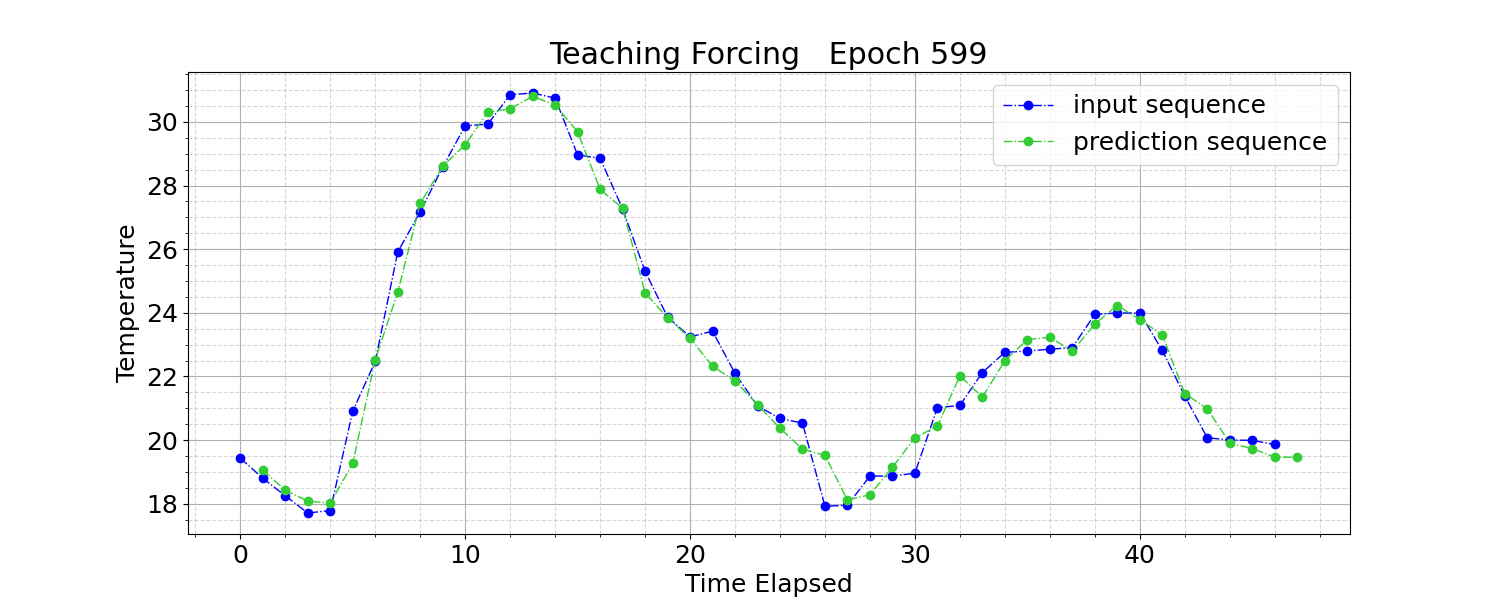 Teaching Forcing   Epoch 599
input sequence
prediction sequence
Temperature
30
28
26
24
22
20
18
0 10 20 30 40
Time Elapsed